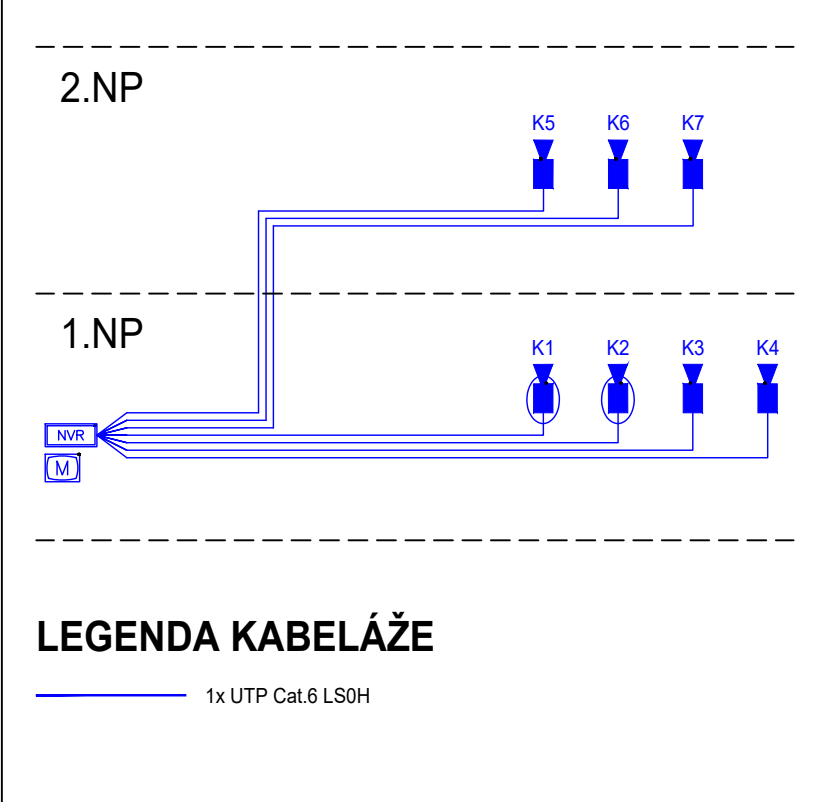 2.NP
K5 K6 K7
1.NP
K1 K2 K3 K4
NVR
M
LEGENDA KABELÁŽE
1x UTP Cat.6 LS0H